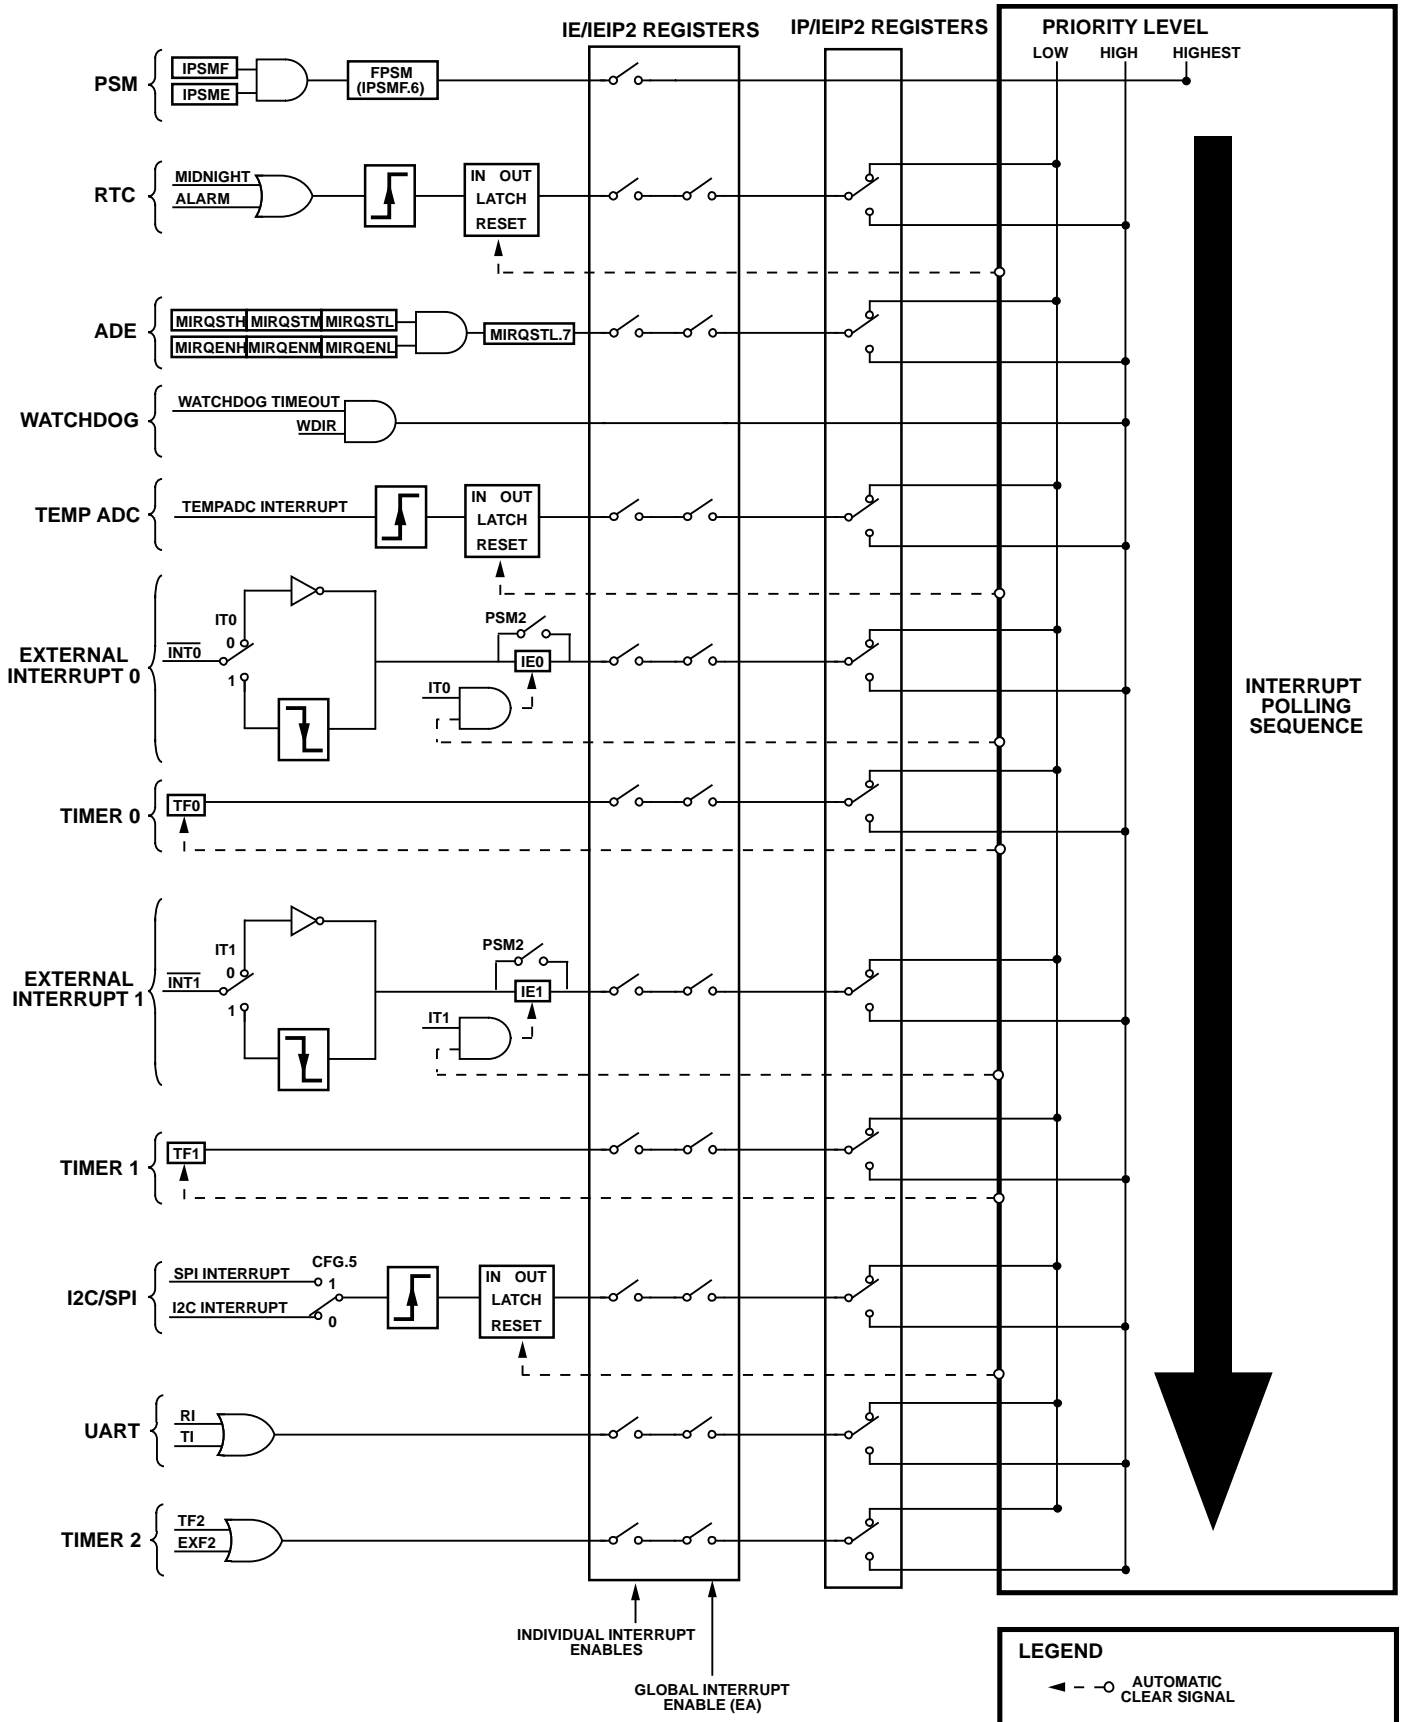 IE/IEIP2 REGISTERS
IP/IEIP2 REGISTERS
PRIORITY LEVEL
LOW
HIGH
HIGHEST
PSM
IPSMF
IPSME
FPSM
(IPSMF.6)
RTC
MIDNIGHT
ALARM
IN OUT
LATCH
RESET
ADE
MIRQSTH
MIRQSTM
MIRQSTL
MIRQENH
MIRQENM
MIRQENL
MIRQSTL.7
WATCHDOG
WATCHDOG TIMEOUT
WDIR
TEMP ADC
TEMPADC INTERRUPT
IN OUT
LATCH
RESET
EXTERNAL
INTERRUPT 0
INT0
IT0
0
1
PSM2
IE0
IT0
INTERRUPT
POLLING
SEQUENCE
TIMER 0
TF0
EXTERNAL
INTERRUPT 1
INT1
IT1
0
1
PSM2
IE1
IT1
TIMER 1
TF1
I2C/SPI
SPI INTERRUPT
I2C INTERRUPT
CFG.5
1
0
IN OUT
LATCH
RESET
UART
RI
TI
TIMER 2
TF2
EXF2
INDIVIDUAL INTERRUPT
ENABLES
GLOBAL INTERRUPT
ENABLE (EA)
LEGEND
AUTOMATIC
CLEAR SIGNAL